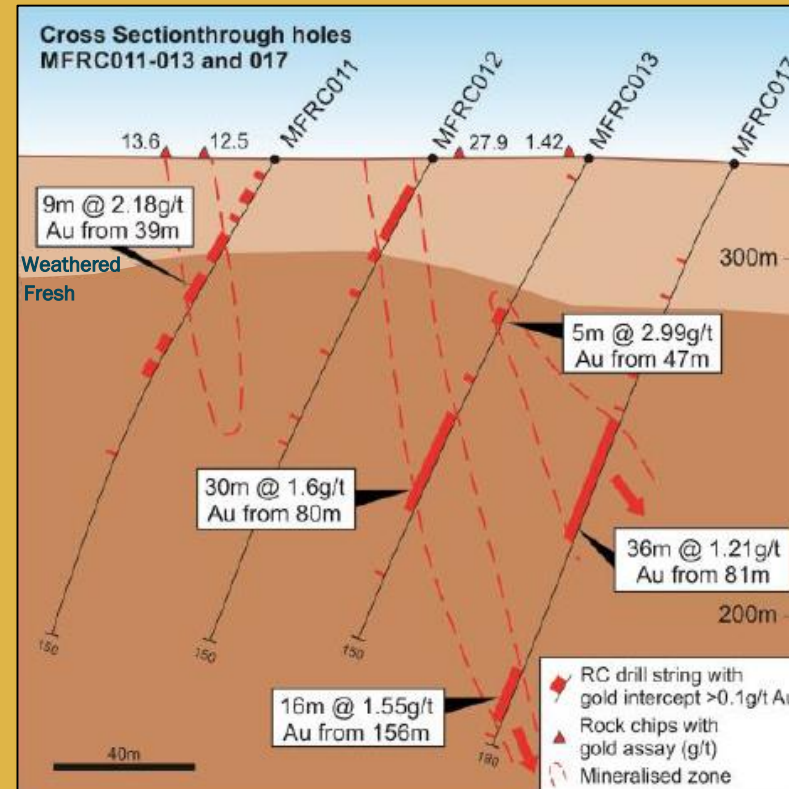 Cross Sectionthrough holes
MFRC011-013 and 017
MFRC011
MFRC012
MFRC013
MFRC017
13.6
12.5
27.9
1.42
9m @ 2.18g/t
Au from 39m
Weathered
Fresh
300m
5m @ 2.99g/t
Au from 47m
30m @ 1.6g/t
Au from 80m
36m @ 1.21g/t
Au from 81m
200m
150
150
150
16m @ 1.55g/t
Au from 156m
180
40m
RC drill string with
gold intercept >0.1g/t Au
Rock chips with
gold assay (g/t)
Mineralised zone